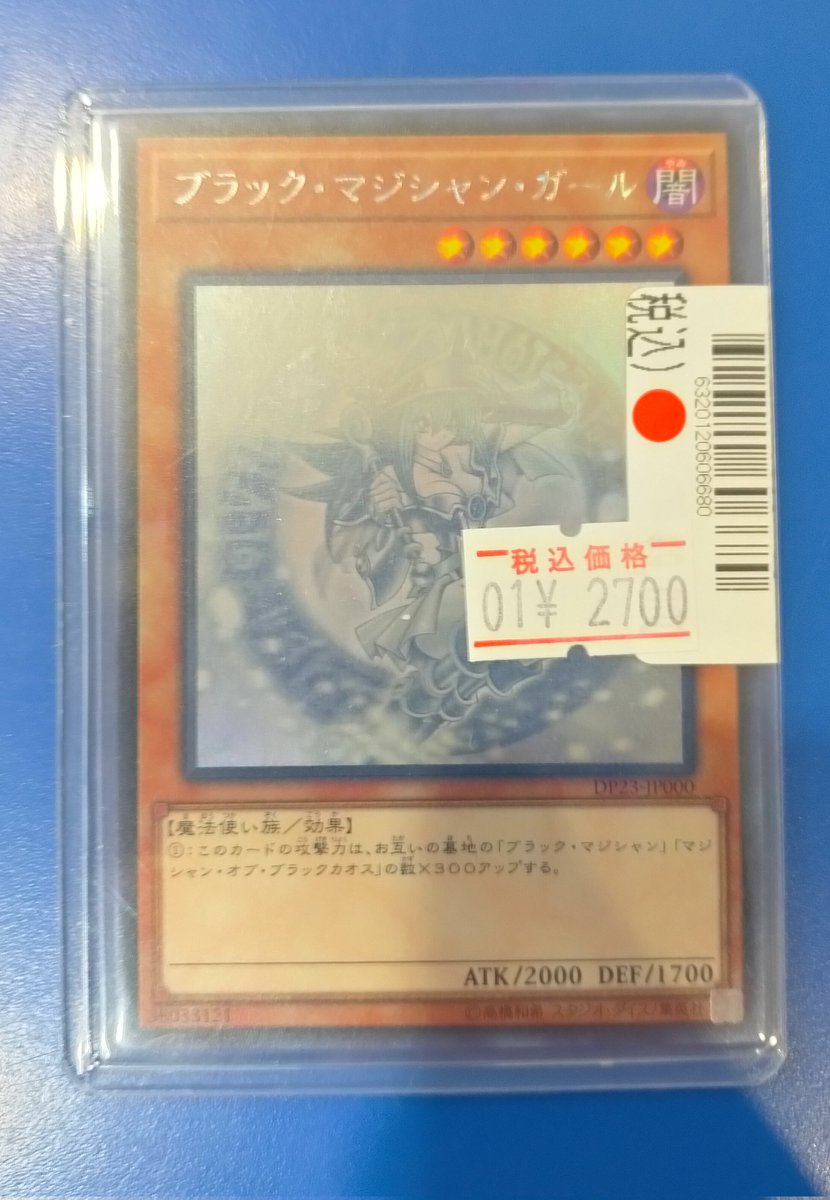 ブラック・マジシャン・ガール
闇
税込)
6320120606680
税込価格
01¥ 2700
DP23-JP000
【魔法使い族/効果】
①:このカードの攻撃力は、お互いの墓地の「ブラック・マジシャン」「マジ
シャン・オブ・ブラックカオス」の数×300アップする。
ATK/2000 DEF/1700
©高橋和希 スタジオ・ダイス/集英社